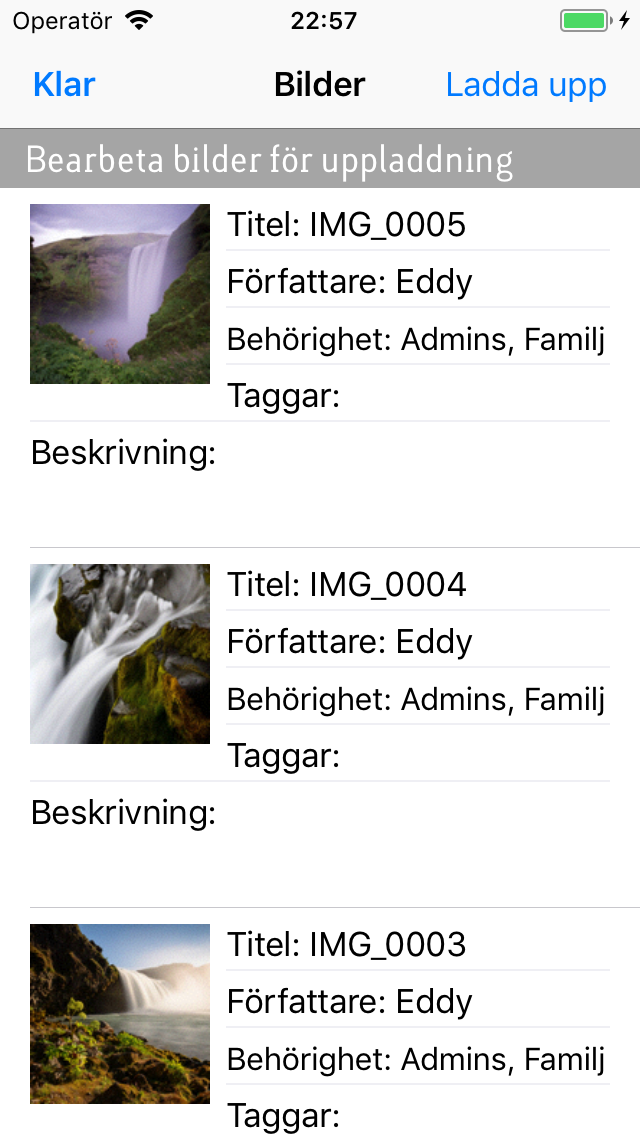 Operatör 22:57
Klar Bilder Ladda upp
Bearbeta bilder för uppladdning
Titel: IMG_0005
Författare: Eddy
Behörighet: Admins, Familj
Taggar:
Beskrivning:
Titel: IMG_0004
Författare: Eddy
Behörighet: Admins, Familj
Taggar:
Beskrivning:
Titel: IMG_0003
Författare: Eddy
Behörighet: Admins, Familj
Taggar: